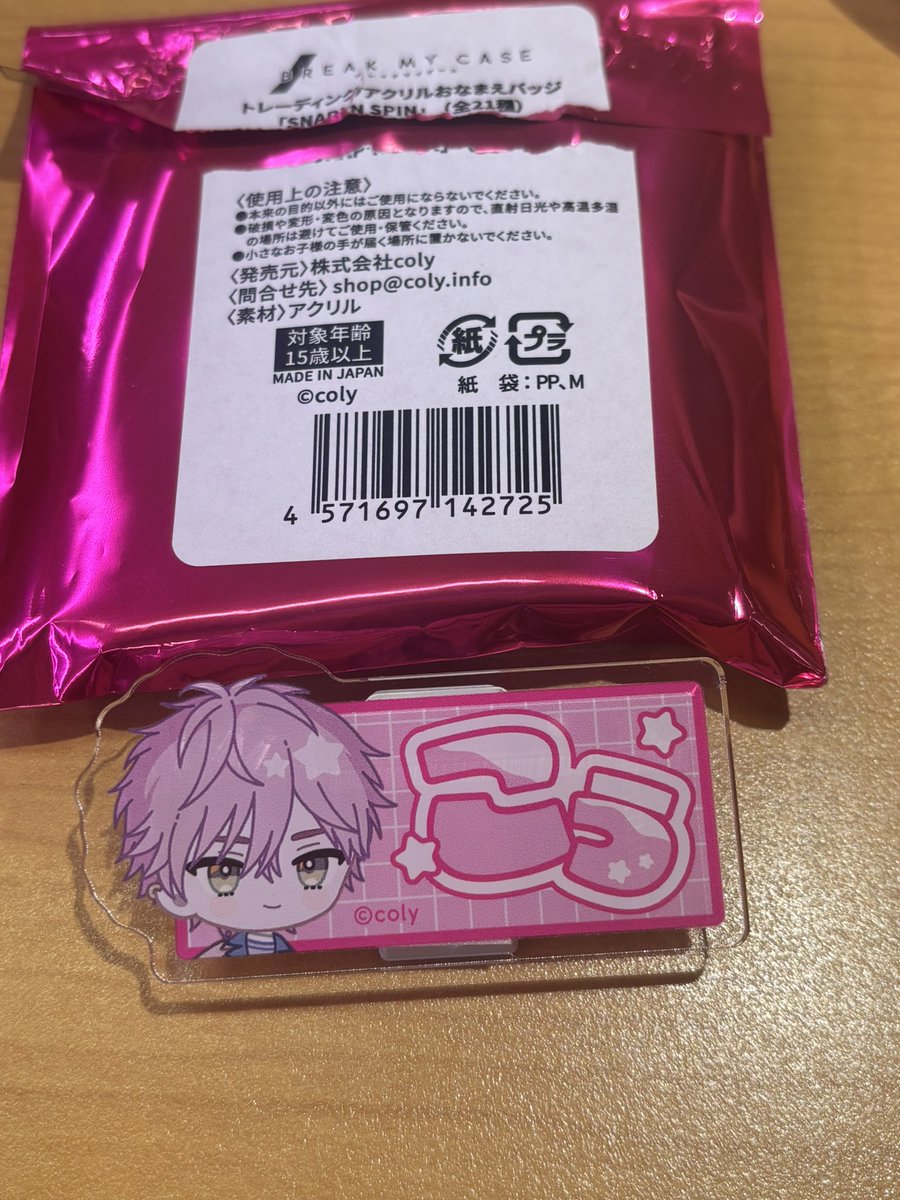 BREAK MY CASE
トレーディングアクリルおなまえバッジ
「SNAP'N SPIN」 (全21種)
〈使用上の注意〉
●本来の目的以外にはご使用にならないでください。
●破損や変形・変色の原因となりますので、直射日光や高温多湿
の場所は避けてご使用・保管ください。
●小さなお子様の手が届く場所に置かないでください。
〈発売元〉株式会社coly
〈問合せ先〉shop@coly.info
〈素材〉アクリル
対象年齢
15歳以上
MADE IN JAPAN
©coly
紙 プラ
紙 袋：PP、M
4 571697 142725
こう
©coly